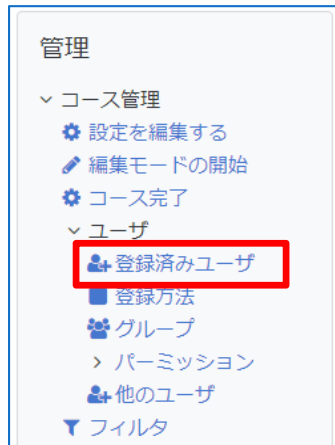 管理
コース管理
設定を編集する
編集モードの開始
コース完了
ユーザ
登録済みユーザ
登録方法
グループ
パーミッション
他のユーザ
フィルタ